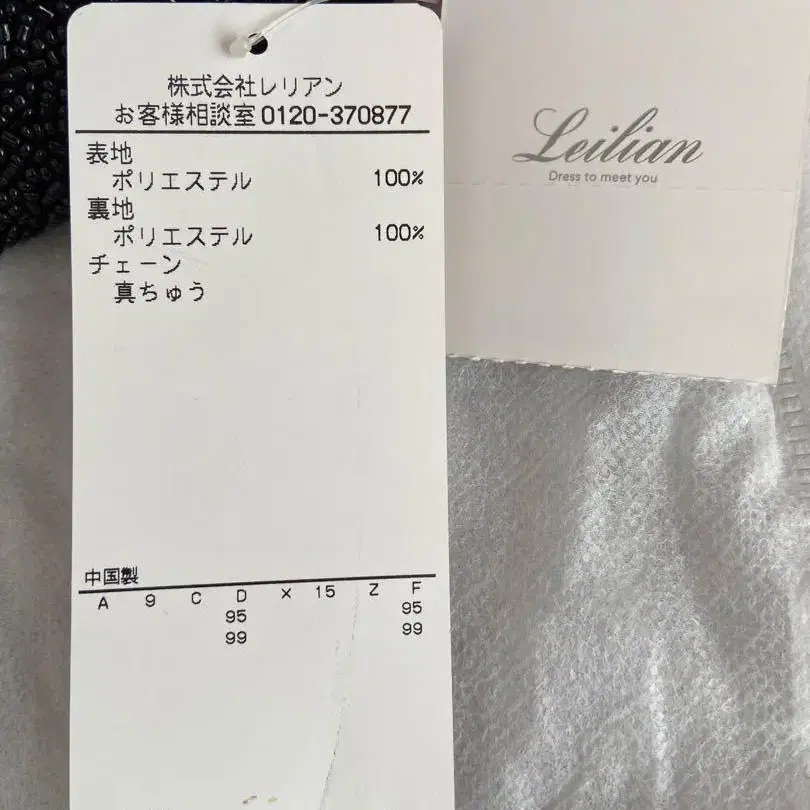 株式会社レリアン
お客様相談室 0120-370877
表地
ポリエステル 100%
裏地
ポリエステル 100%
チェーン
真ちゅう
中国製
A 9 C D X 15 Z F
95 95
99 99
Leilian
Dress to meet you